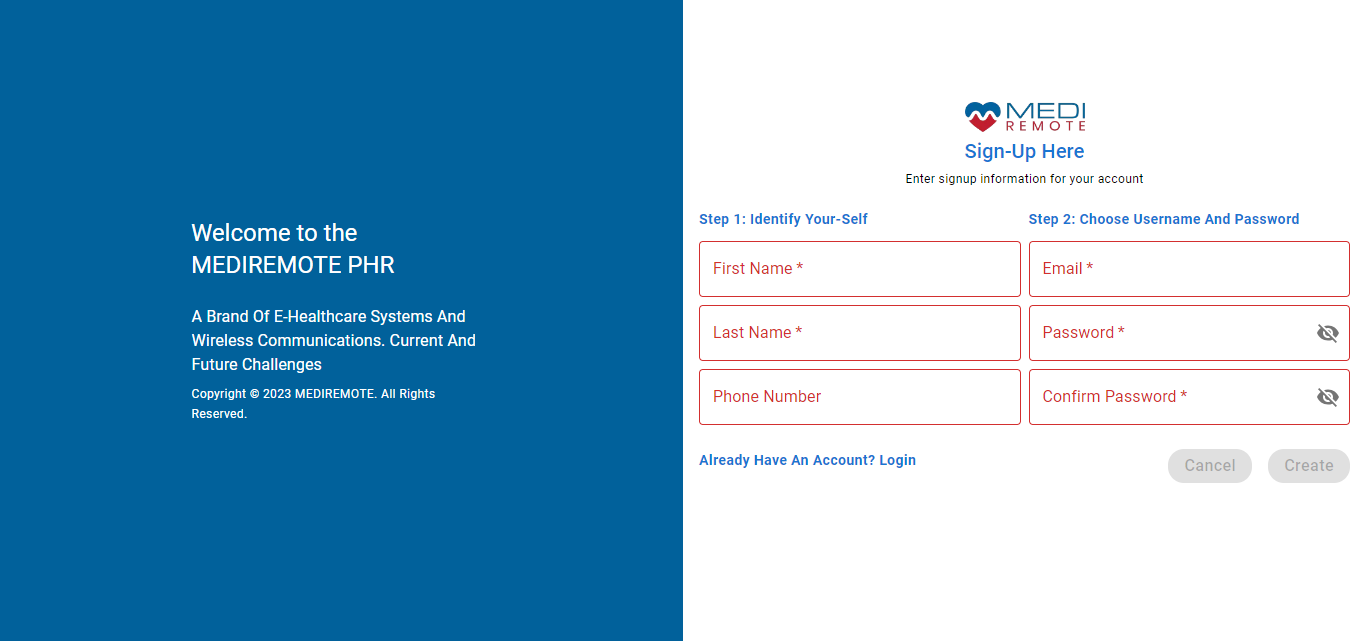 Welcome to the
MEDIREMOTE PHR
A Brand Of E-Healthcare Systems And
Wireless Communications. Current And
Future Challenges
Copyright © 2023 MEDIREMOTE. All Rights
Reserved.
MEDI
REMOTE
Sign-Up Here
Enter signup information for your account
Step 1: Identify Your-Self
First Name *
Last Name *
Phone Number
Step 2: Choose Username And Password
Email *
Password *
Confirm Password *
Already Have An Account? Login
Cancel
Create